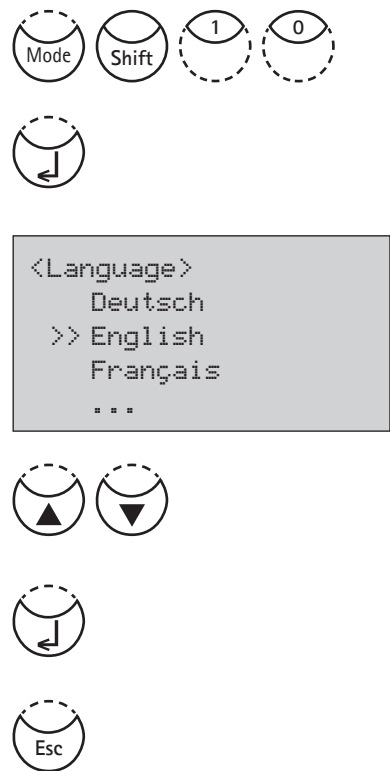 Mode Shift 1 0
<Language>
Deutsch
>> English
Français
...
Esc